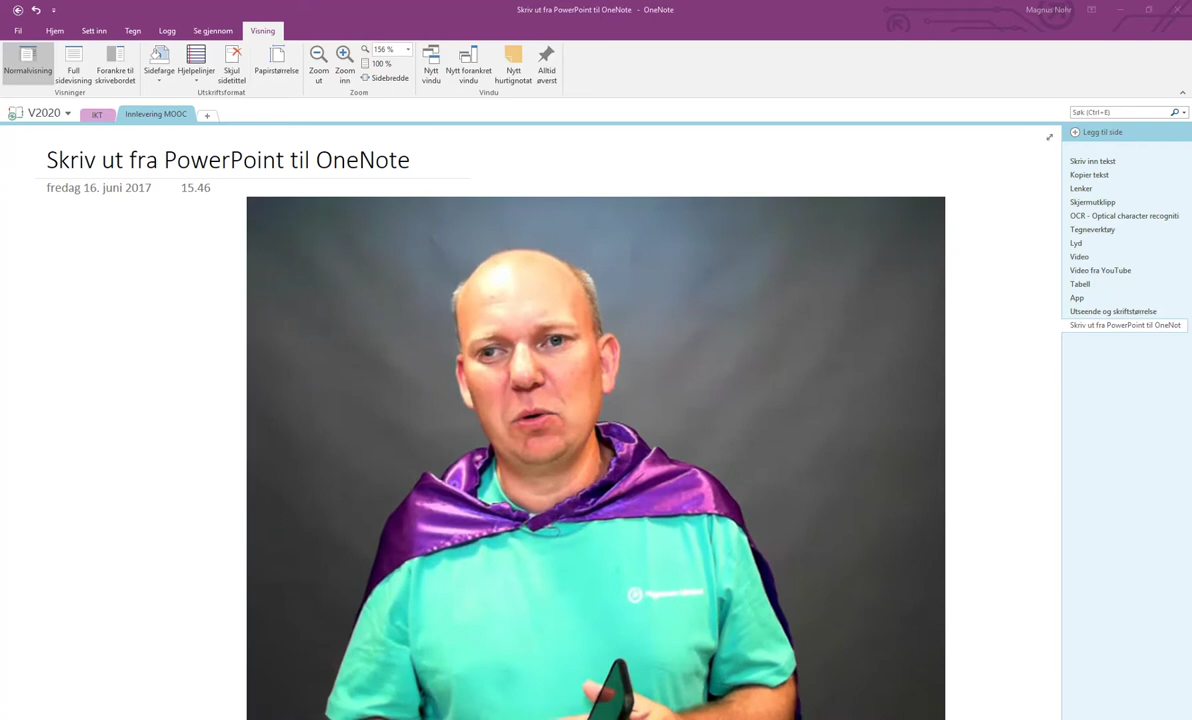 Skriv ut fra PowerPoint til OneNote - OneNote
Magnus Nohr
Fil Hjem Sett inn Tegn Logg Se gjennom Visning
Normalvisning
Full sidevisning
Forankre til skrivebordet
Visninger
Sidefarge
Hjelpelinjer
Skjul sidetittel
Utskriftsformat
Papirstørrelse
Zoom ut
Zoom inn
156 %
100 %
Sidebredde
Zoom
Nytt vindu
Nytt forankret vindu
Nytt hurtignotat
Alltid øverst
Vindu
V2020 IKT Innlevering MOOC +
Søk (Ctrl+E)
Legg til side
Skriv ut fra PowerPoint til OneNote
fredag 16. juni 2017 15.46
Skriv inn tekst
Kopier tekst
Lenker
Skjermutklipp
OCR - Optical character recogniti
Tegneverktøy
Lyd
Video
Video fra YouTube
Tabell
App
Utseende og skriftstørrelse
Skriv ut fra PowerPoint til OneNot